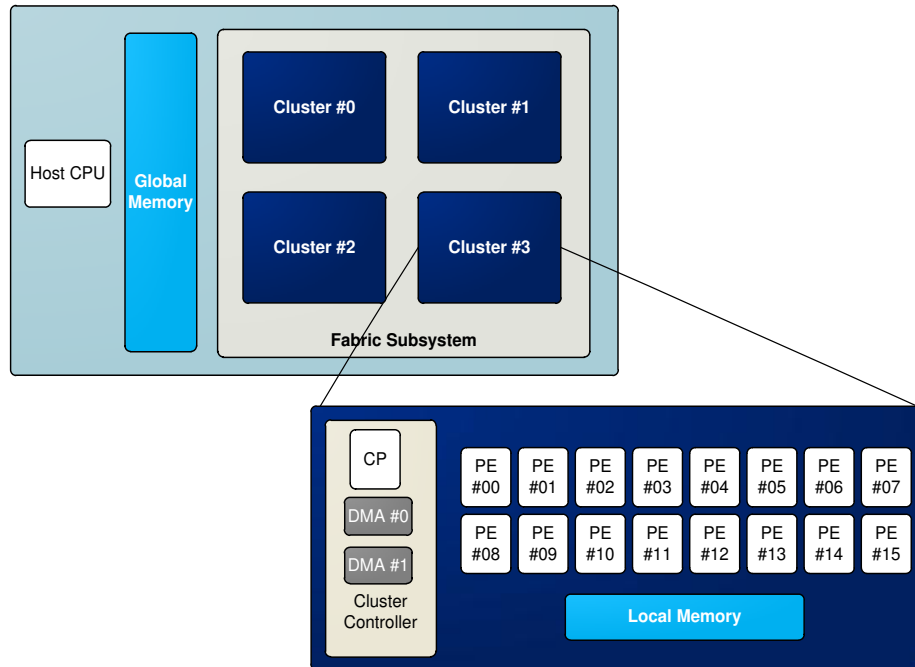 Cluster #0
Cluster #1
Host CPU
Global
Memory
Cluster #2
Cluster #3
Fabric Subsystem
CP
DMA #0
DMA #1
Cluster
Controller
PE
#00
PE
#01
PE
#02
PE
#03
PE
#04
PE
#05
PE
#06
PE
#07
PE
#08
PE
#09
PE
#10
PE
#11
PE
#12
PE
#13
PE
#14
PE
#15
Local Memory